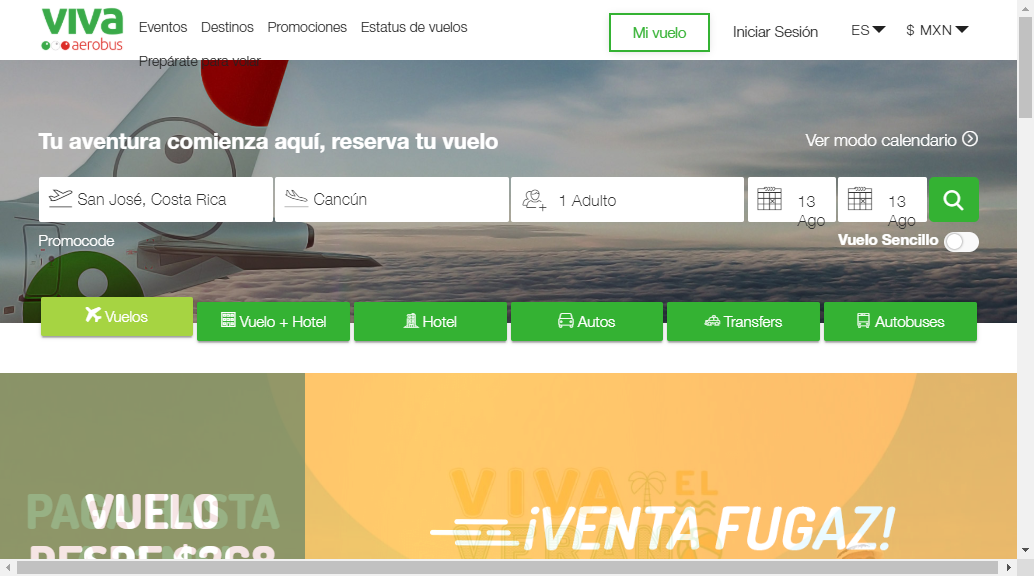 viva
aerobus
Eventos Destinos Promociones Estatus de vuelos
Prepárate para volar
Mi vuelo Iniciar Sesión ES $ MXN
Tu aventura comienza aquí, reserva tu vuelo
Ver modo calendario
San José, Costa Rica Cancún 1 Adulto 13 Ago 13 Ago
Promocode
Vuelo Sencillo
Vuelos Vuelo + Hotel Hotel Autos Transfers Autobuses
VIVA EL
VERANO
PAGA HASTA
VUELO
DESDE $268
¡VENTA FUGAZ!